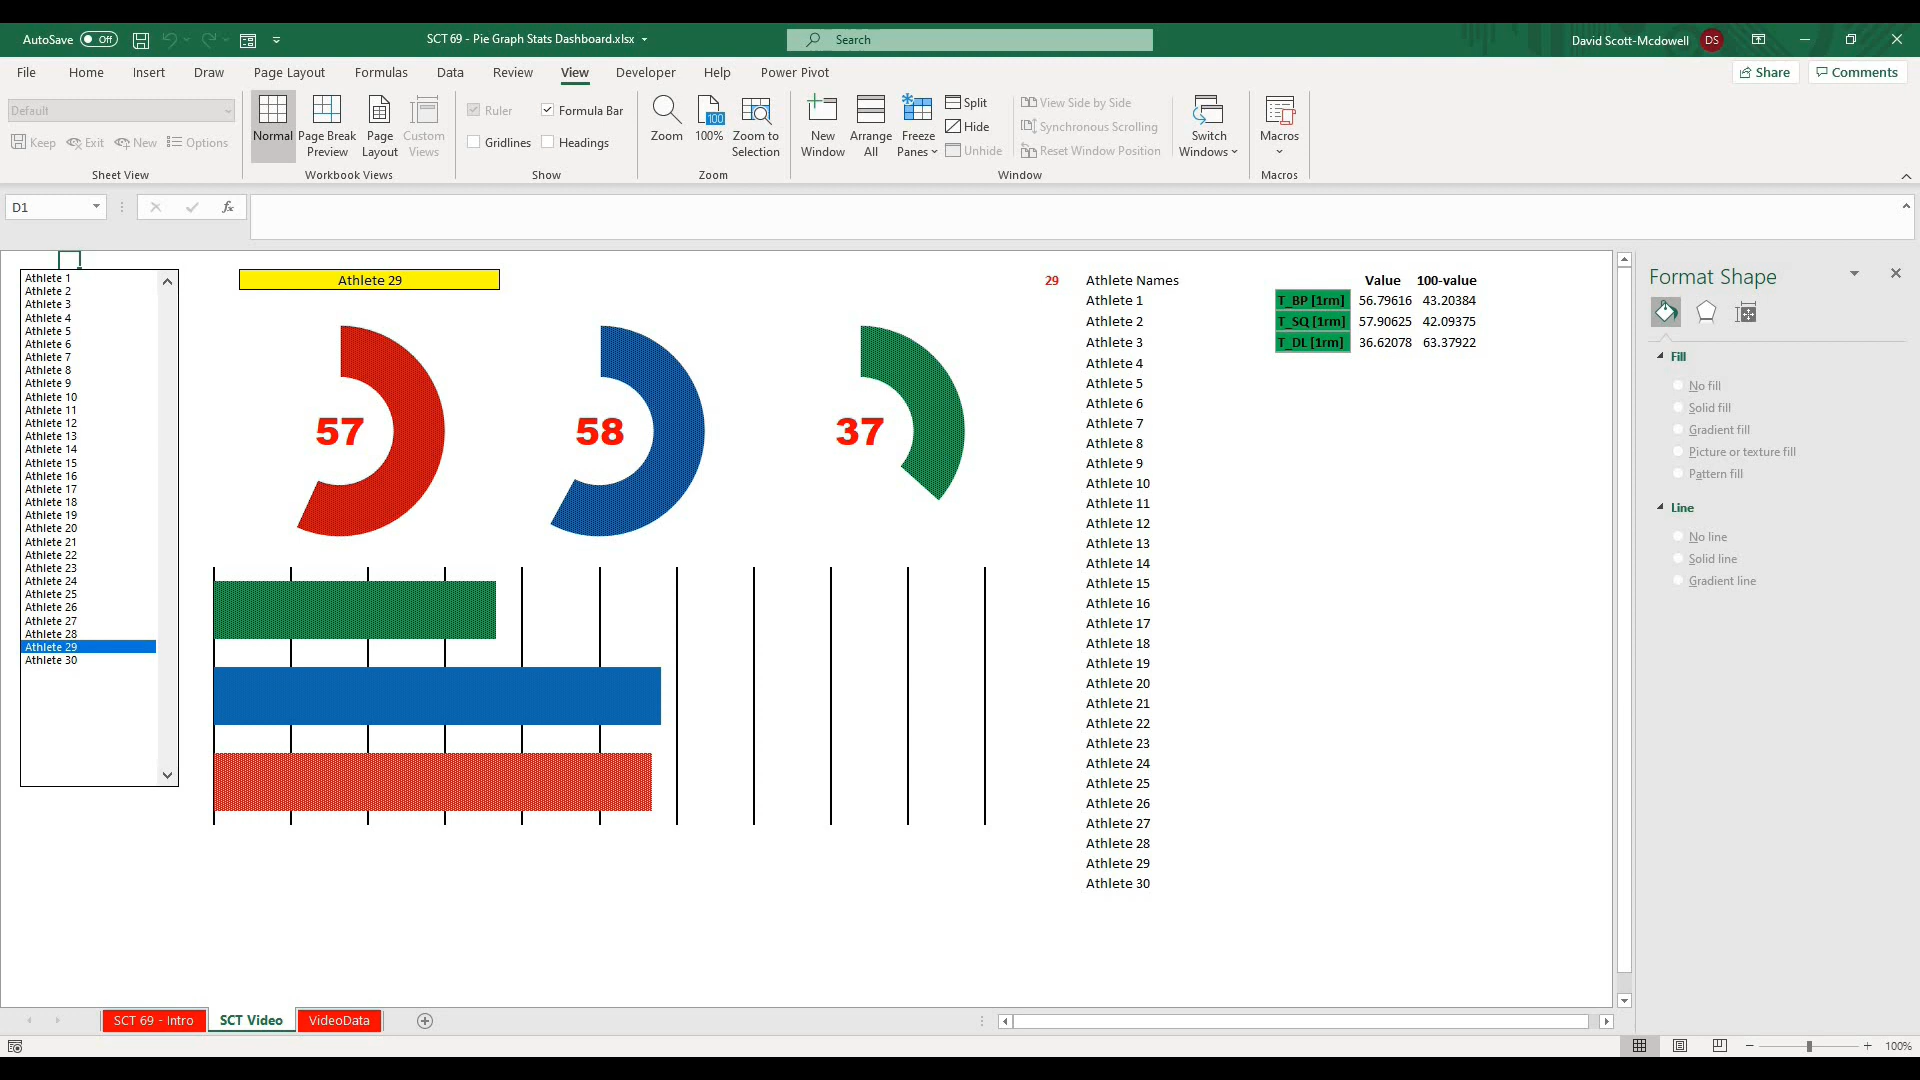 AutoSave Off SCT 69 - Pie Graph Stats Dashboard.xlsx Search David Scott-Mcdowell DS
File Home Insert Draw Page Layout Formulas Data Review View Developer Help Power Pivot Share Comments
Default
Keep Exit New Options
Sheet View
Normal
Page Break Preview
Page Layout
Custom Views
Workbook Views
Ruler Formula Bar
Gridlines Headings
Show
Zoom
100 100%
Zoom to Selection
Zoom
New Window
Arrange All
Freeze Panes
Split
Hide
Unhide
View Side by Side
Synchronous Scrolling
Reset Window Position
Switch Windows
Window
Macros
Macros
D1 fx
Athlete 1
Athlete 2
Athlete 3
Athlete 4
Athlete 5
Athlete 6
Athlete 7
Athlete 8
Athlete 9
Athlete 10
Athlete 11
Athlete 12
Athlete 13
Athlete 14
Athlete 15
Athlete 16
Athlete 17
Athlete 18
Athlete 19
Athlete 20
Athlete 21
Athlete 22
Athlete 23
Athlete 24
Athlete 25
Athlete 26
Athlete 27
Athlete 28
Athlete 29
Athlete 30
Athlete 29
57 58 37
29 Athlete Names
Athlete 1
Athlete 2
Athlete 3
Athlete 4
Athlete 5
Athlete 6
Athlete 7
Athlete 8
Athlete 9
Athlete 10
Athlete 11
Athlete 12
Athlete 13
Athlete 14
Athlete 15
Athlete 16
Athlete 17
Athlete 18
Athlete 19
Athlete 20
Athlete 21
Athlete 22
Athlete 23
Athlete 24
Athlete 25
Athlete 26
Athlete 27
Athlete 28
Athlete 29
Athlete 30
Value 100-value
T_BP [1rm] 56.79616 43.20384
T_SQ [1rm] 57.90625 42.09375
T_DL [1rm] 36.62078 63.37922
Format Shape
Fill
No fill
Solid fill
Gradient fill
Picture or texture fill
Pattern fill
Line
No line
Solid line
Gradient line
SCT 69 - Intro SCT Video VideoData
100%